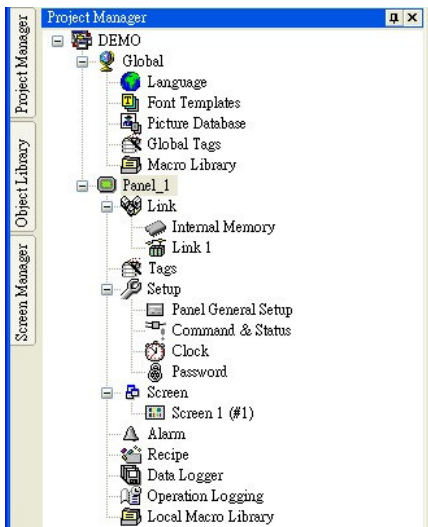 Project Manager
Project Manager
Object Library
Screen Manager
DEMO
Global
Language
Font Templates
Picture Database
Global Tags
Macro Library
Panel_1
Link
Internal Memory
Link 1
Tags
Setup
Panel General Setup
Command & Status
Clock
Password
Screen
Screen 1 (#1)
Alarm
Recipe
Data Logger
Operation Logging
Local Macro Library